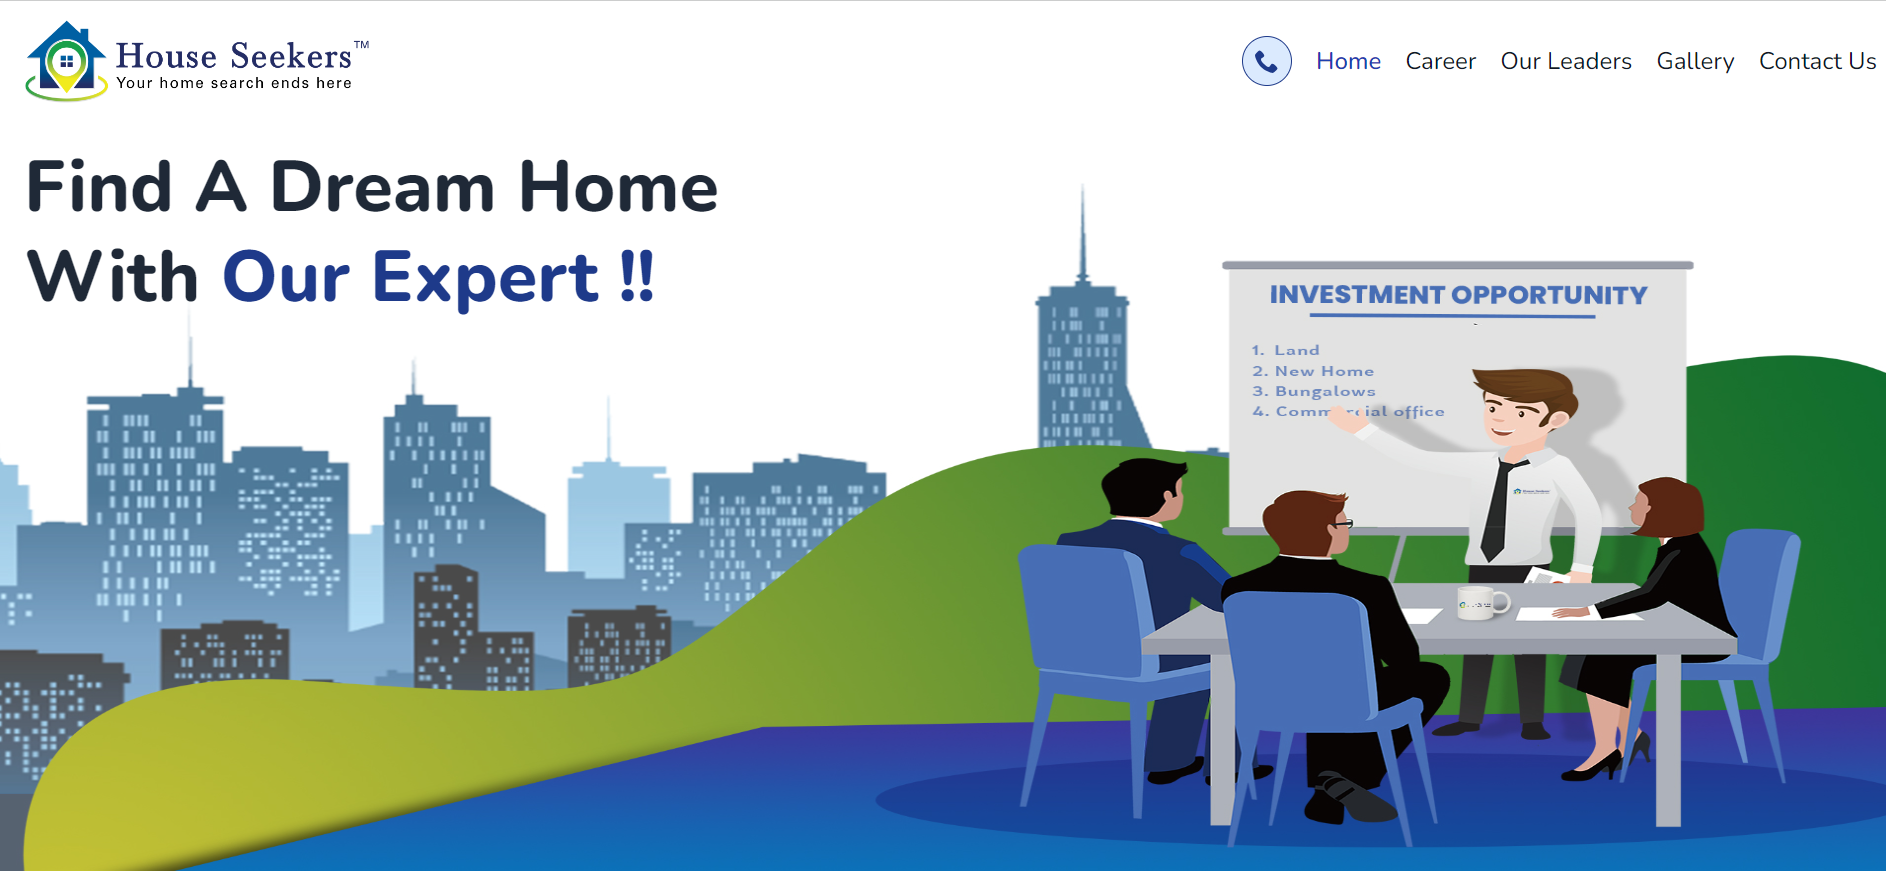 House Seekers™
Your home search ends here
Home
Career
Our Leaders
Gallery
Contact Us
Find A Dream Home
With Our Expert !!
INVESTMENT OPPORTUNITY
1. Land
2. New Home
3. Bungalows
4. office